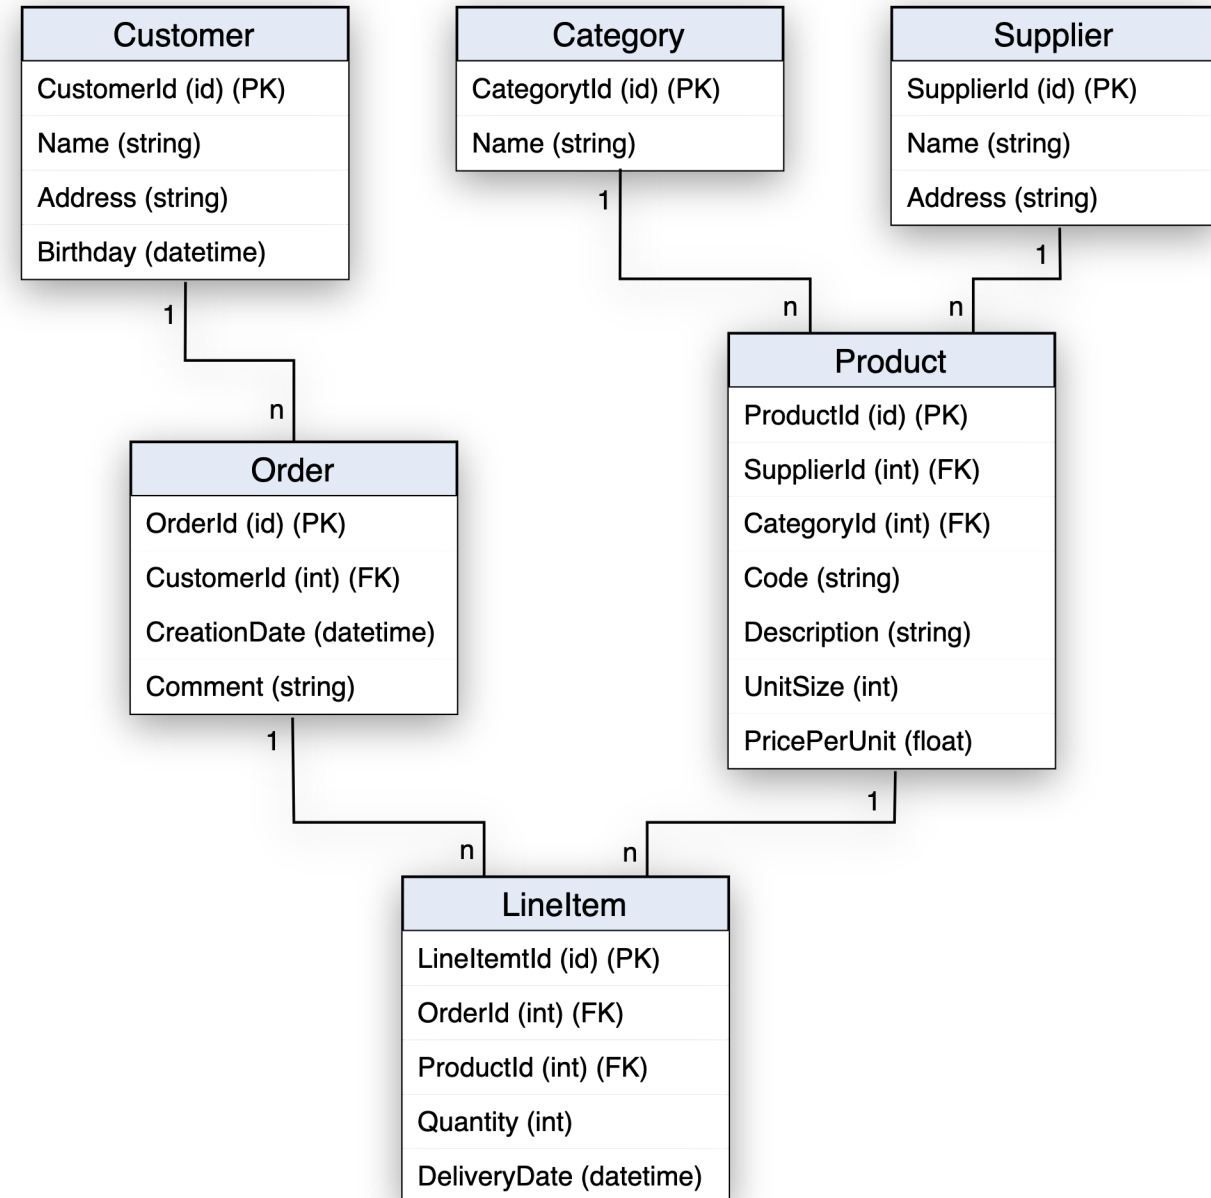 Customer
CustomerId (id) (PK)
Name (string)
Address (string)
Birthday (datetime)
Category
CategorytId (id) (PK)
Name (string)
Supplier
SupplierId (id) (PK)
Name (string)
Address (string)
1
1
1
n
n
n
Order
OrderId (id) (PK)
CustomerId (int) (FK)
CreationDate (datetime)
Comment (string)
Product
ProductId (id) (PK)
SupplierId (int) (FK)
CategoryId (int) (FK)
Code (string)
Description (string)
UnitSize (int)
PricePerUnit (float)
1
1
n
n
LineItem
LineItemtId (id) (PK)
OrderId (int) (FK)
ProductId (int) (FK)
Quantity (int)
DeliveryDate (datetime)